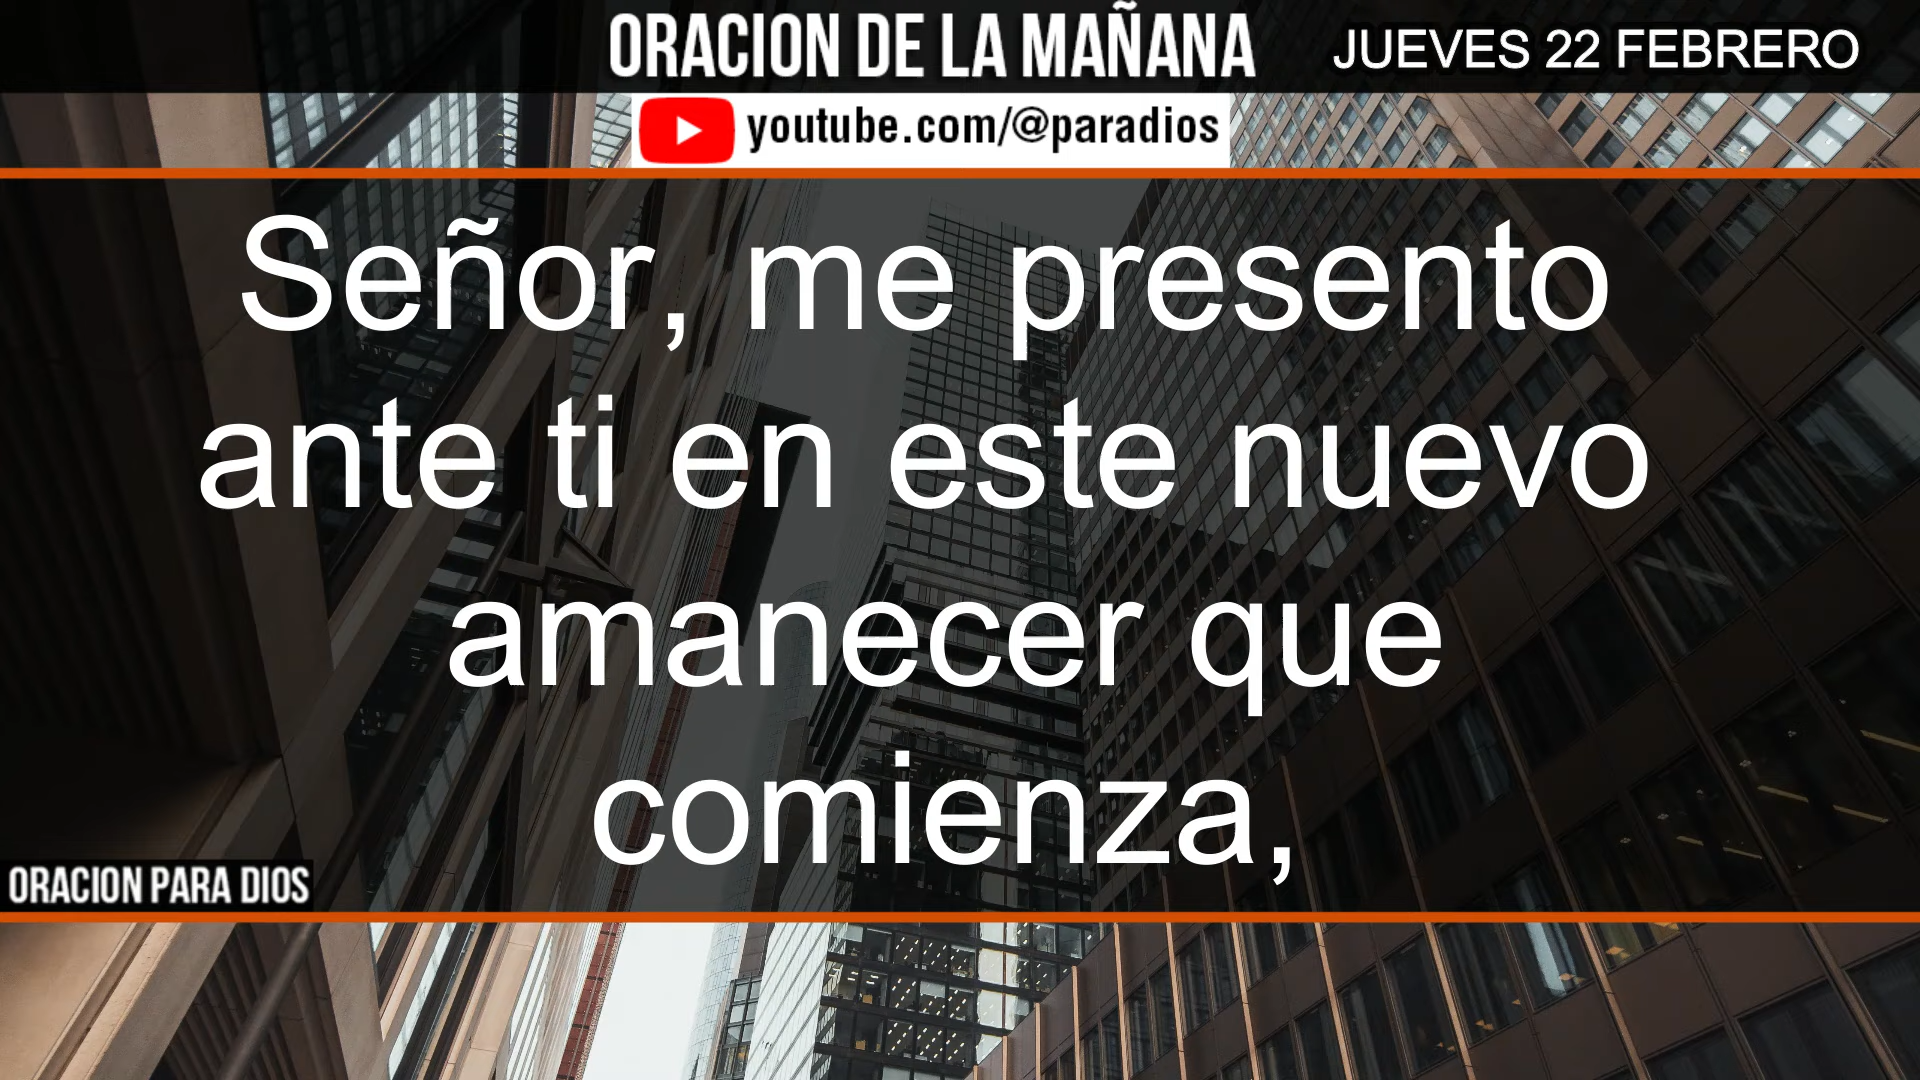 ORACION DE LA MAÑANA
JUEVES 22 FEBRERO
youtube.com/@paradios
Señor, me presento
ante ti en este nuevo
amanecer que
comienza,
ORACION PARA DIOS